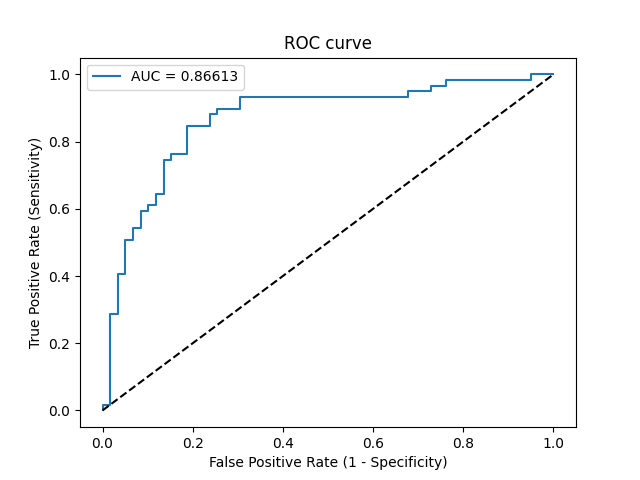 ROC curve
AUC = 0.86613
1.0
0.8
0.6
0.4
0.2
0.0
True Positive Rate (Sensitivity)
0.0 0.2 0.4 0.6 0.8 1.0
False Positive Rate (1 - Specificity)